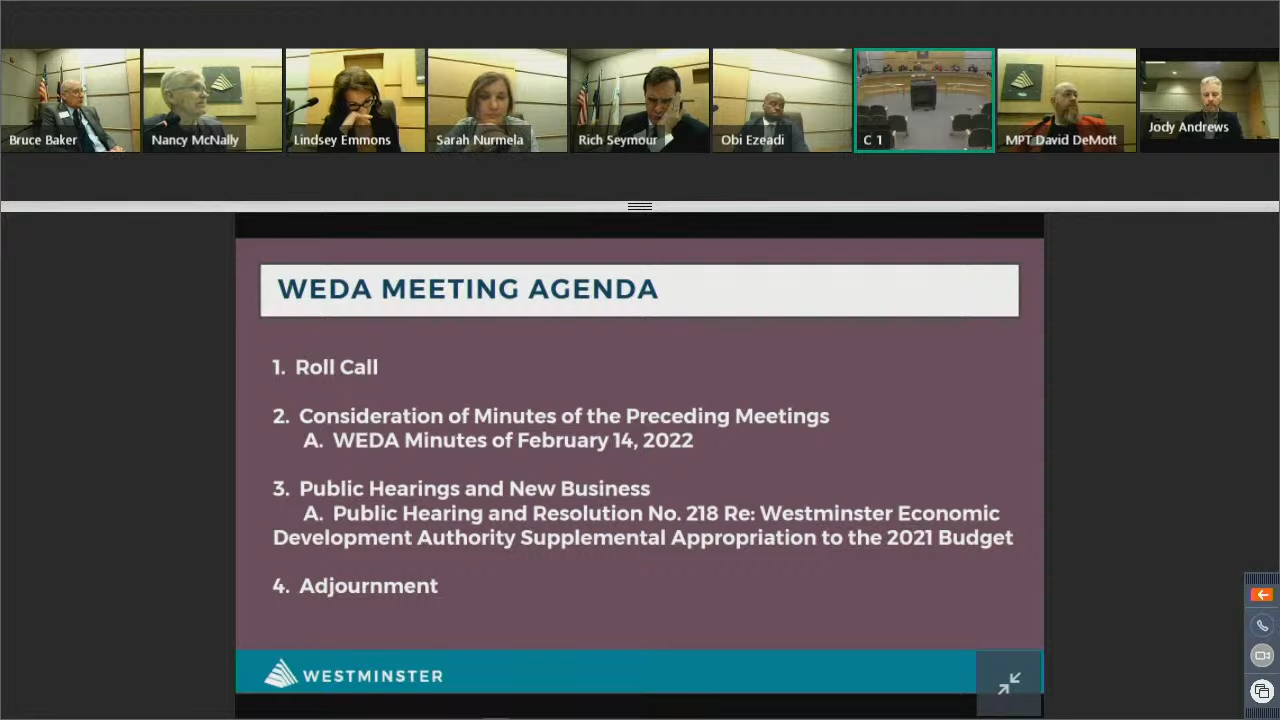 Bruce Baker
Nancy McNally
Lindsey Emmons
Sarah Nurmela
Rich Seymour
Obi Ezeadi
C 1
MPT David DeMott
Jody Andrews
WEDA MEETING AGENDA
1. Roll Call
2. Consideration of Minutes of the Preceding Meetings
A. WEDA Minutes of February 14, 2022
3. Public Hearings and New Business
A. Public Hearing and Resolution No. 218 Re: Westminster Economic
Development Authority Supplemental Appropriation to the 2021 Budget
4. Adjournment
WESTMINSTER